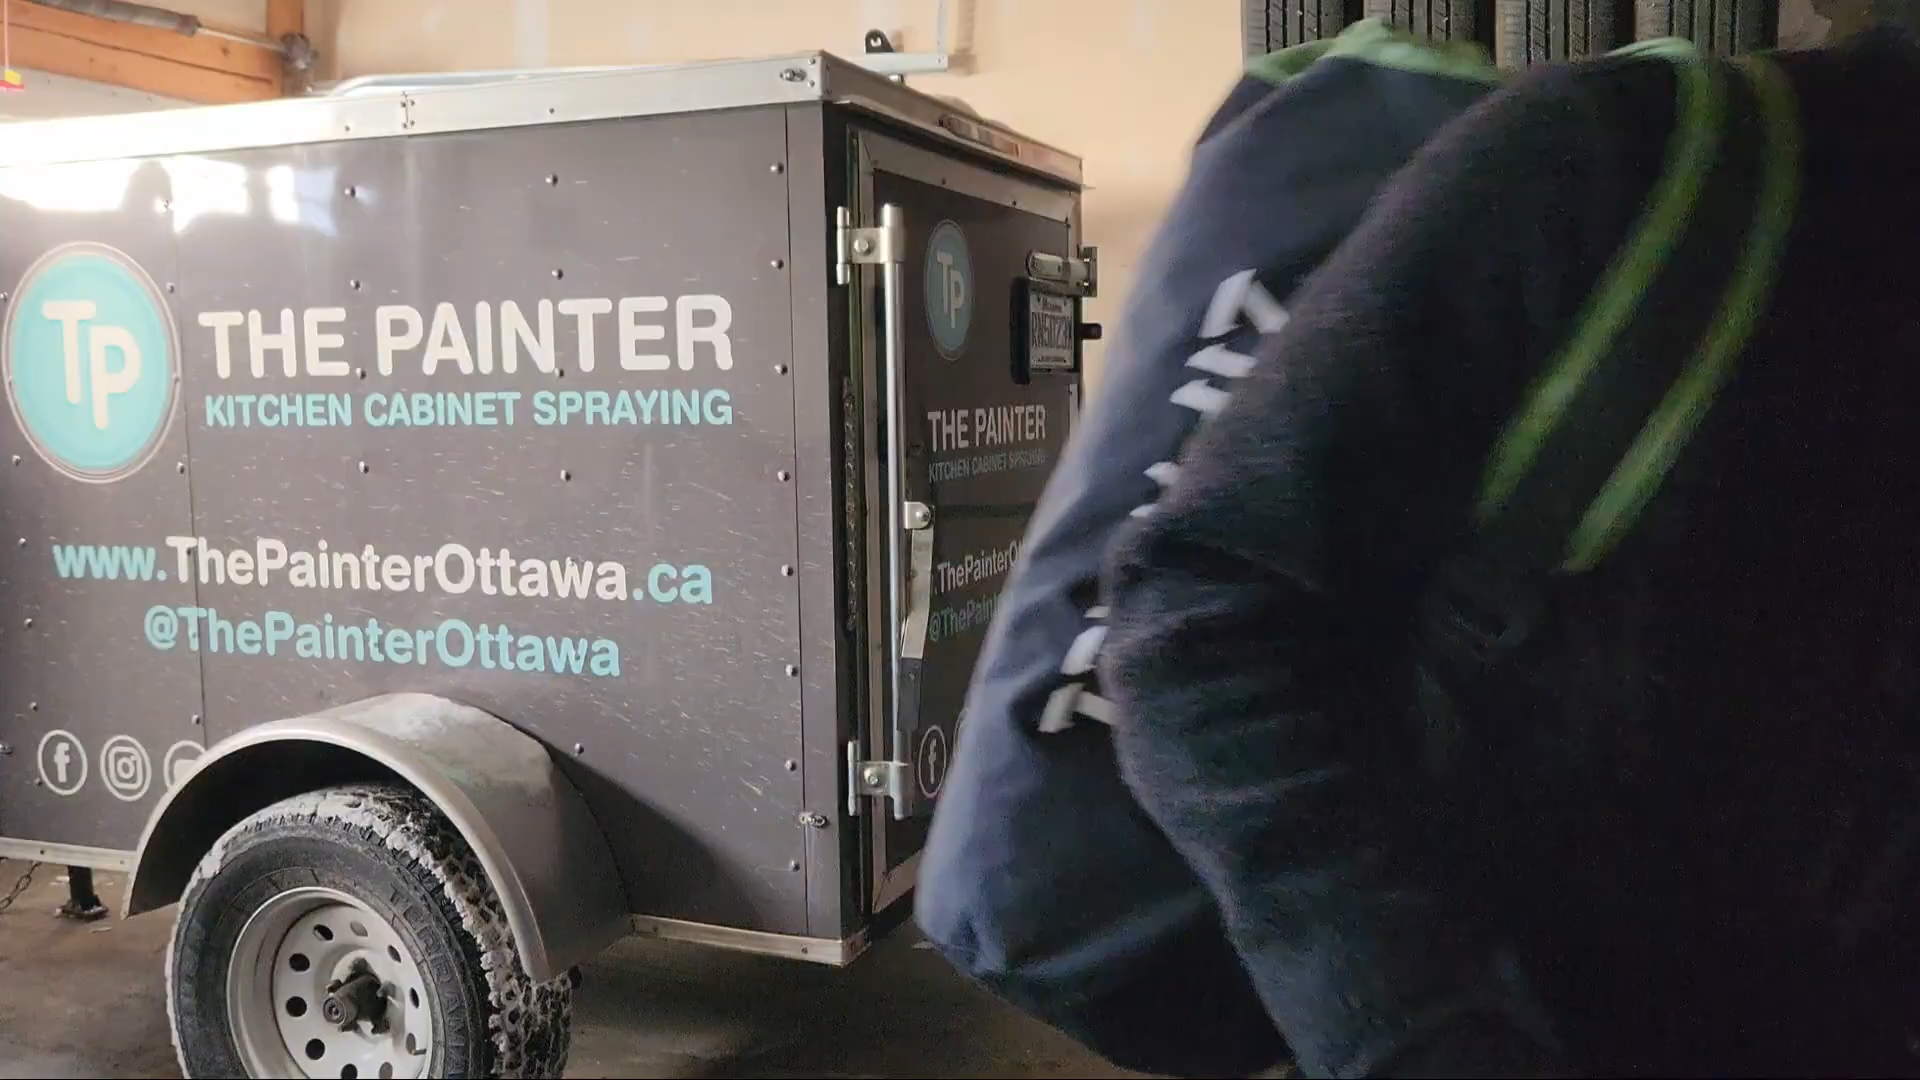 TP
THE PAINTER
KITCHEN CABINET SPRAYING
www.ThePainterOttawa.ca
@ThePainterOttawa
TP
THE PAINTER
KITCHEN CABINET SPRAYING